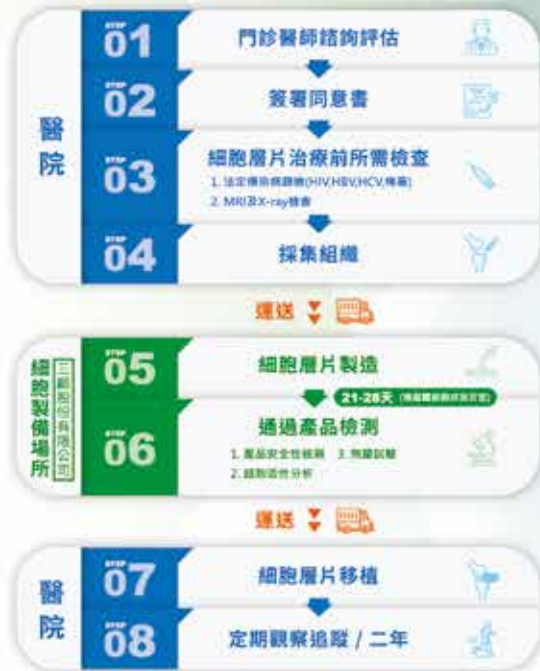 醫院
STEP 01
門診醫師諮詢評估
STEP 02
簽署同意書
STEP 03
細胞層片治療前所需檢查
1. 法定傳染病篩檢(HIV,HBV,HCV,梅毒)
2. MRI及X-ray檢查
STEP 04
採集組織
運送
細胞製備場所
三顧股份有限公司
STEP 05
細胞層片製造
21-28天
STEP 06
通過產品檢測
1. 產品安全性檢測 3. 無菌試驗
2. 細胞活性分析
運送
醫院
STEP 07
細胞層片移植
STEP 08
定期觀察追蹤 / 二年